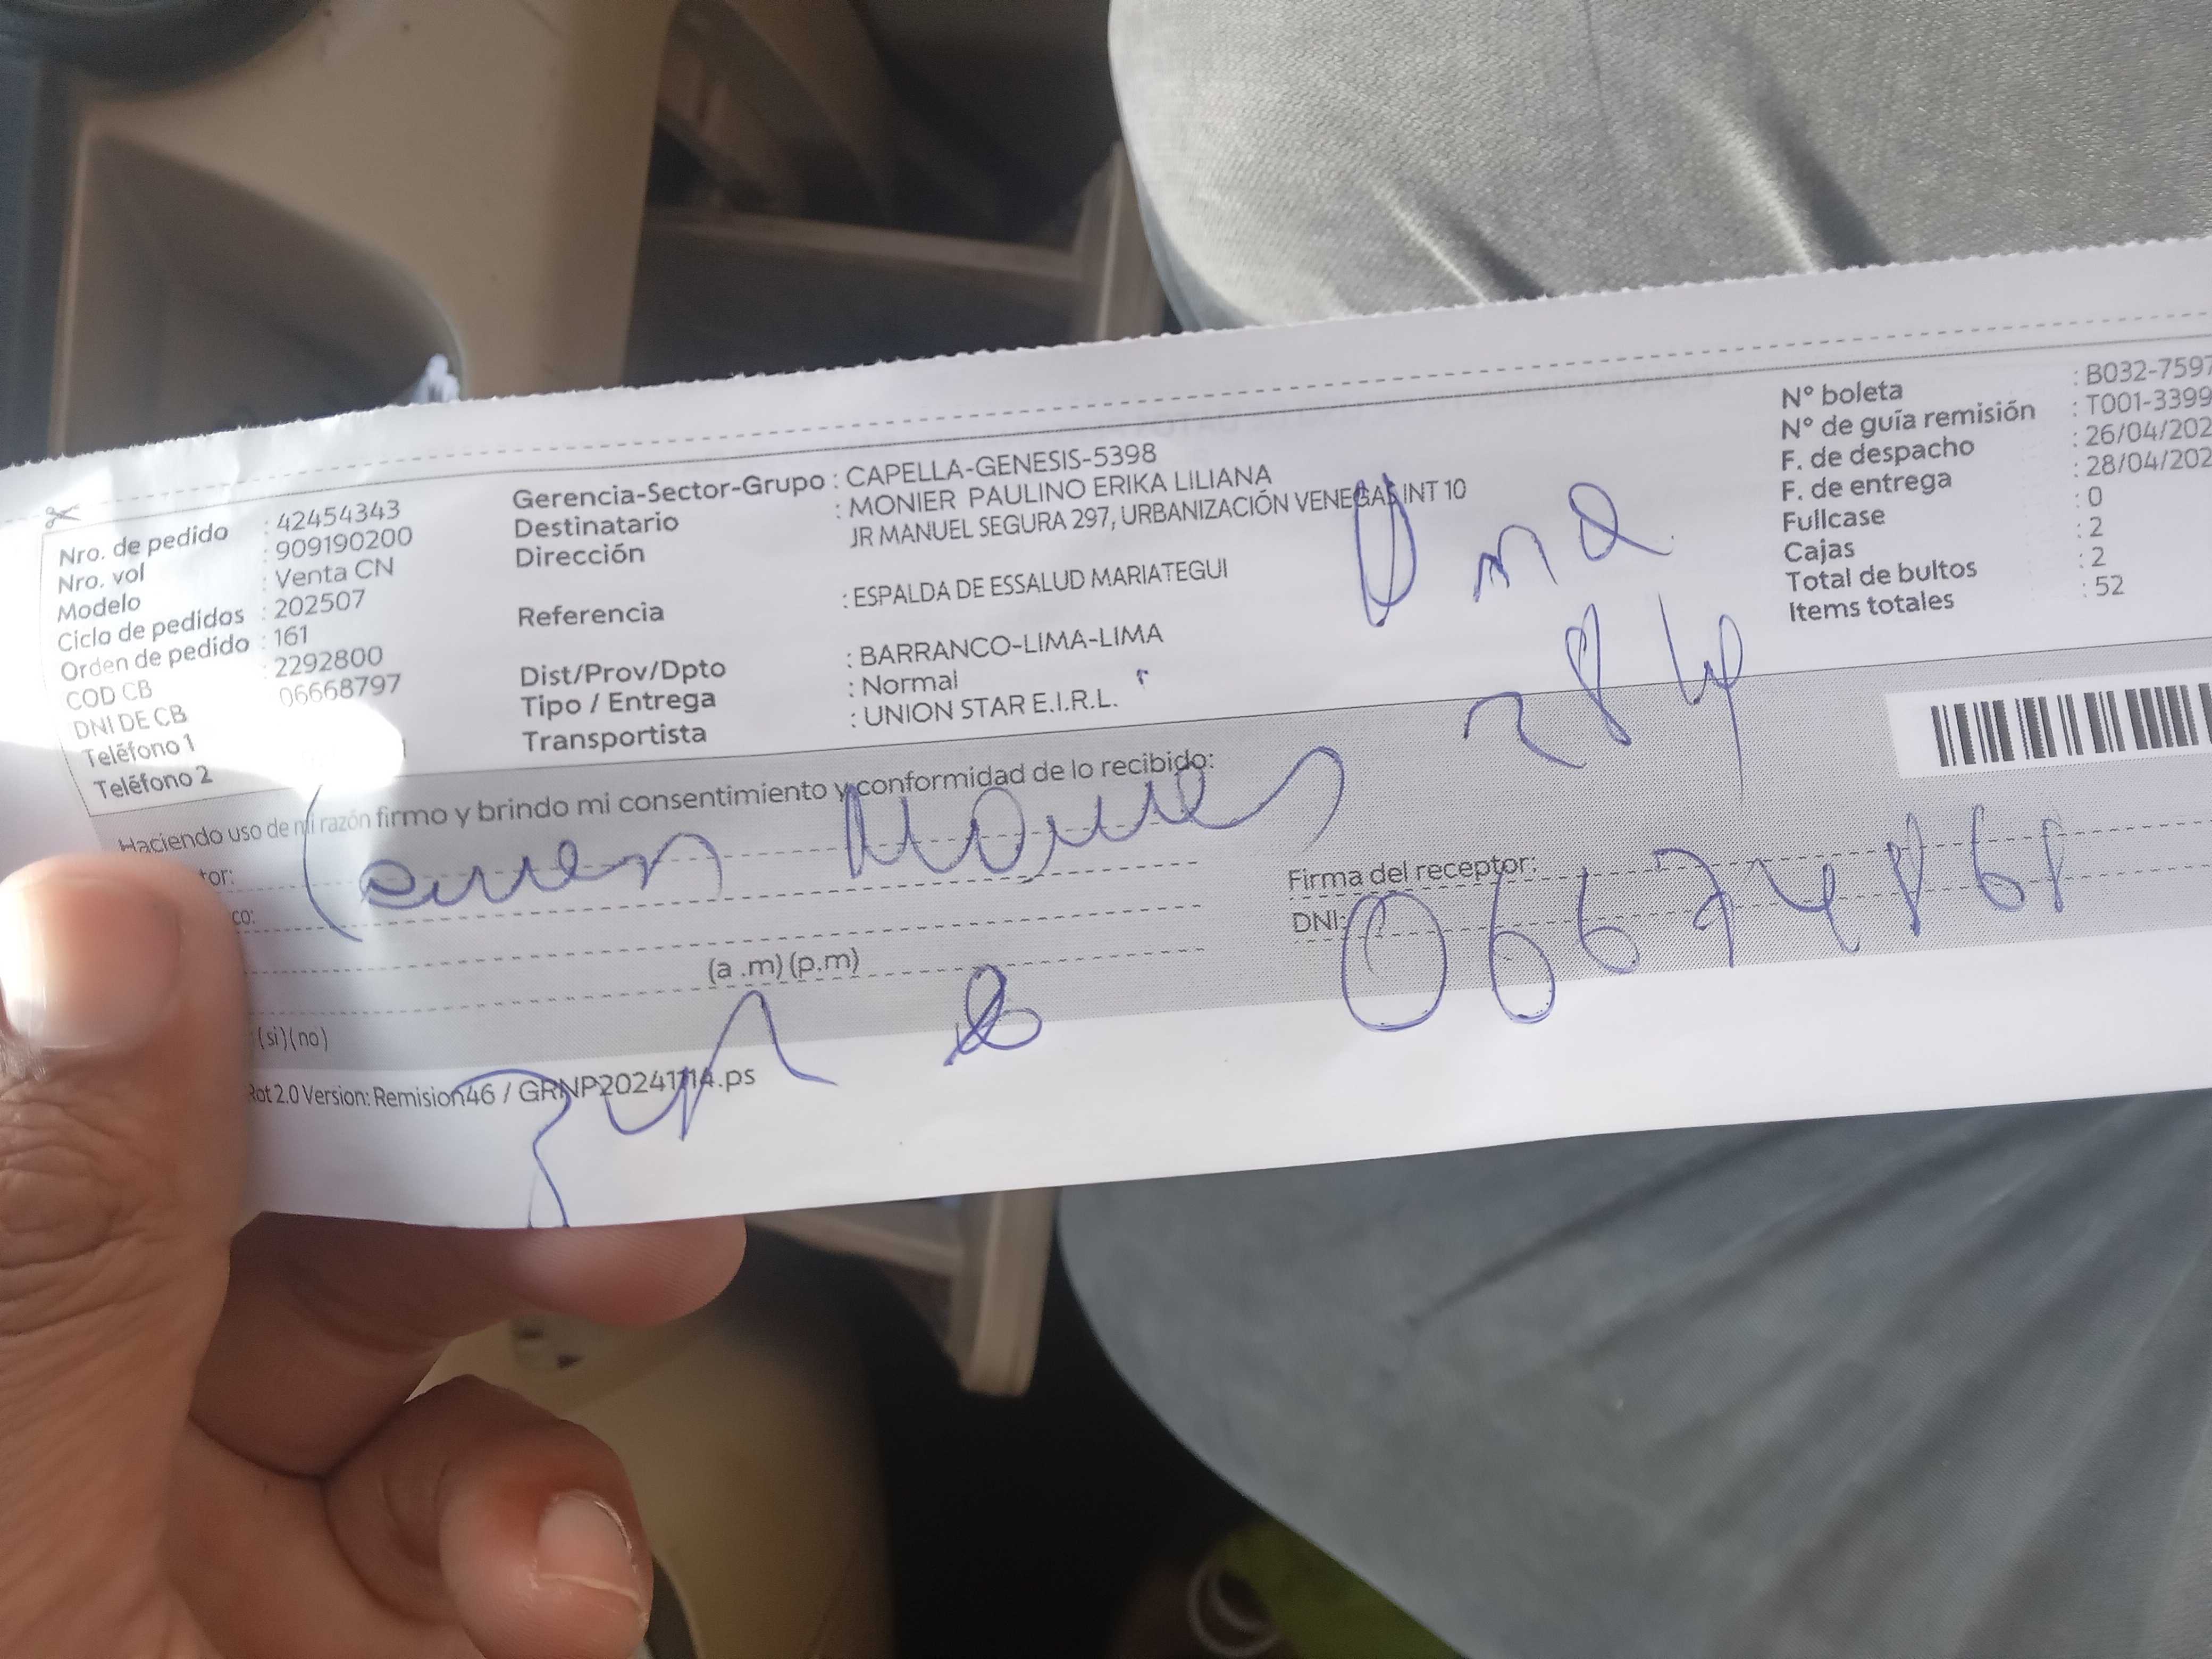 Nro. de pedido : 42454343
Nro. vol : 909190200
Modelo : Venta CN
Ciclo de pedidos : 202507
Orden de pedido : 161
COD CB 2292800
DNI DE CB 06668797
Teléfono 1
Teléfono 2
Gerencia-Sector-Grupo : CAPELLA-GENESIS-5398
Destinatario : MONIER PAULINO ERIKA LILIANA
Dirección JR MANUEL SEGURA 297, URBANIZACIÓN VENEGAS INT 10
Referencia : ESPALDA DE ESSALUD MARIATEGUI
Dist/Prov/Dpto : BARRANCO-LIMA-LIMA
Tipo / Entrega : Normal
Transportista : UNION STAR E.I.R.L.
N° boleta : B032-7597
N° de guía remisión : T001-3399
F. de despacho : 26/04/202
F. de entrega : 28/04/202
Fullcase : 0
Cajas : 2
Total de bultos : 2
Items totales : 52
Haciendo uso de mi razón firmo y brindo mi consentimiento y conformidad de lo recibido:
tor:
co:
Firma del receptor:
DNI:
(a .m) (p.m)
(si) (no)
Rot 2.0 Version: Remision46 / GRNP20241114.ps